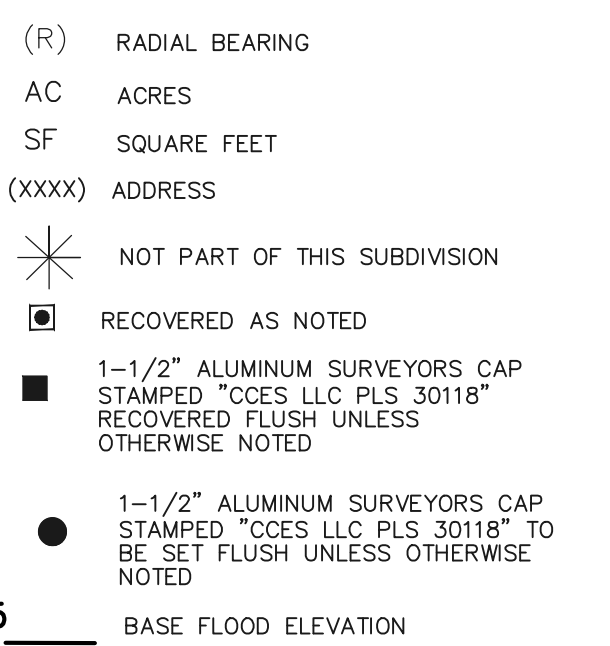 (R) RADIAL BEARING
AC ACRES
SF SQUARE FEET
(XXXX) ADDRESS
NOT PART OF THIS SUBDIVISION
RECOVERED AS NOTED
1-1/2" ALUMINUM SURVEYORS CAP
STAMPED "CCES LLC PLS 30118"
RECOVERED FLUSH UNLESS
OTHERWISE NOTED
1-1/2" ALUMINUM SURVEYORS CAP
STAMPED "CCES LLC PLS 30118" TO
BE SET FLUSH UNLESS OTHERWISE
NOTED
BASE FLOOD ELEVATION